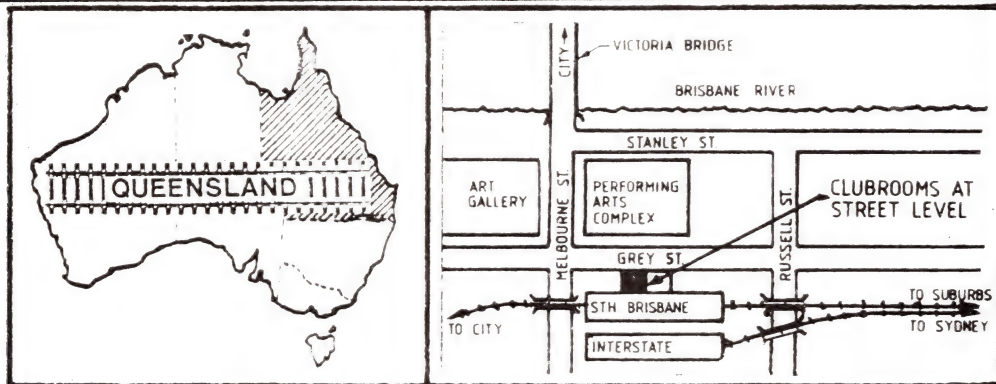 QUEENSLAND
CITY
VICTORIA BRIDGE
BRISBANE RIVER
STANLEY ST.
ART
GALLERY
MELBOURNE ST.
PERFORMING
ARTS
COMPLEX
RUSSELL ST.
CLUBROOMS AT
STREET LEVEL
GREY ST.
STH BRISBANE
TO SUBURBS
TO SYDNEY
TO CITY
INTERSTATE